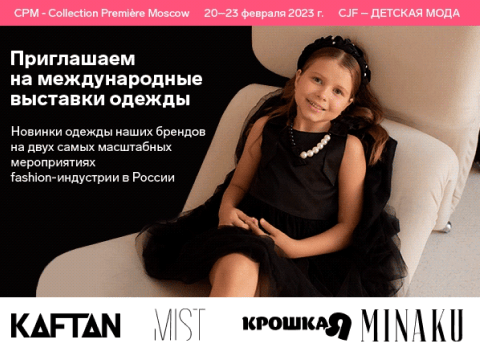 CPM - Collection Première Moscow 20–23 февраля 2023 г. CJF – ДЕТСКАЯ МОДА
Приглашаем
на международные
выставки одежды
Новинки одежды наших брендов
на двух самых масштабных
мероприятиях
fashion-индустрии в России
KAFTAN MIST КРОШКА Я MINAKU